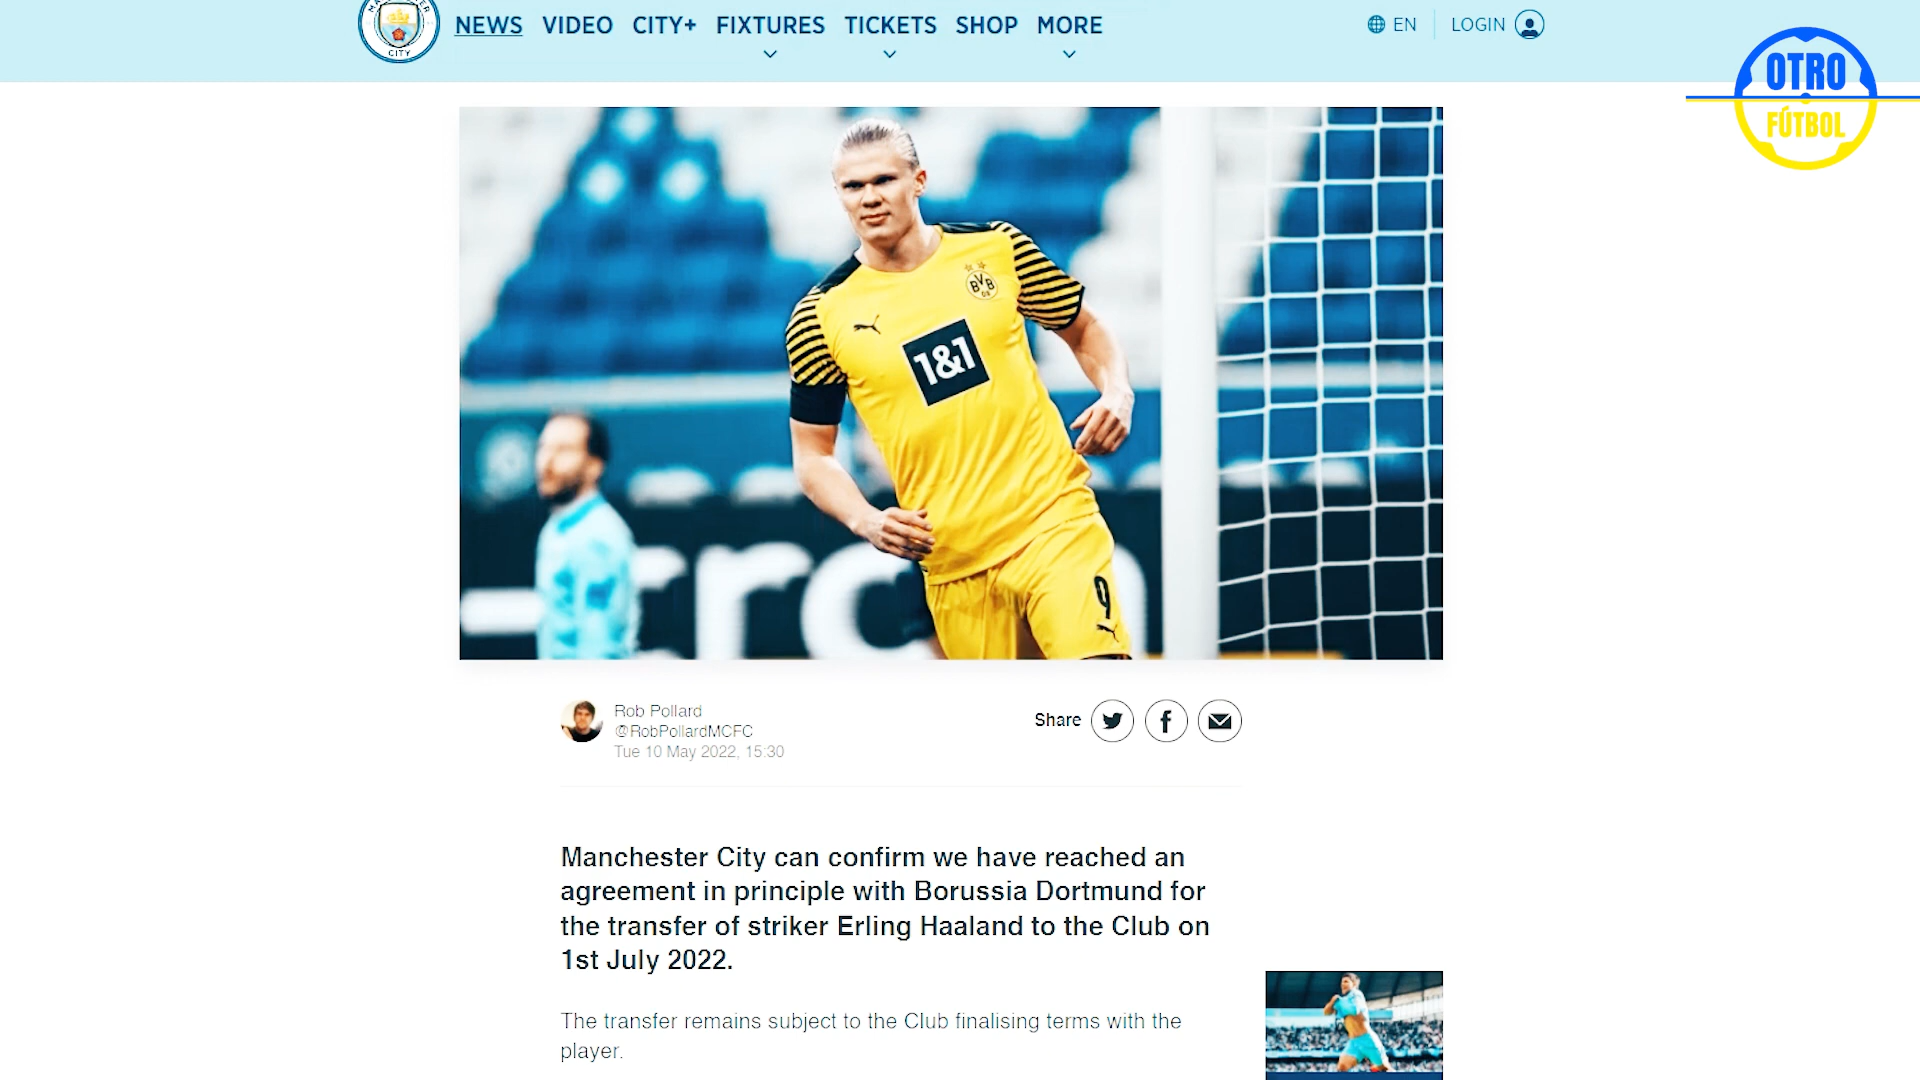 NEWS VIDEO CITY+ FIXTURES TICKETS SHOP MORE EN LOGIN
CITY
OTRO
FÚTBOL
BVB
09
1&1
9
Rob Pollard
@RobPollardMCFC
Tue 10 May 2022, 15:30
Share
Manchester City can confirm we have reached an
agreement in principle with Borussia Dortmund for
the transfer of striker Erling Haaland to the Club on
1st July 2022.
The transfer remains subject to the Club finalising terms with the
player.